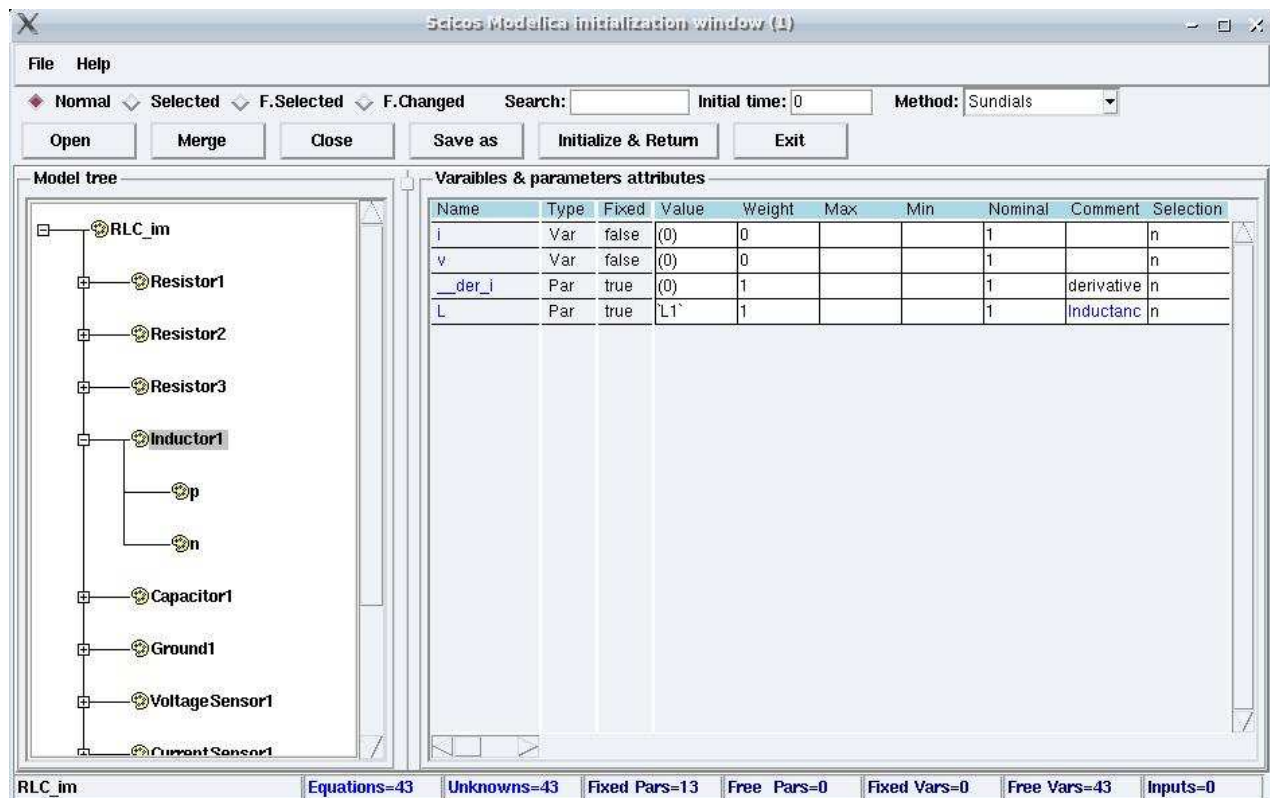 Scicos Modelica initialization window (1)
File Help
Normal Selected F.Selected F.Changed Search: Initial time: 0 Method: Sundials
Open Merge Close Save as Initialize & Return Exit
Model tree
RLC_im
Resistor1
Resistor2
Resistor3
Inductor1
p
n
Capacitor1
Ground1
VoltageSensor1
CurrentSensor1
Varaibles & parameters attributes
Name Type Fixed Value Weight Max Min Nominal Comment Selection
i Var false (0) 0 1 n
v Var false (0) 0 1 n
__der_i Par true (0) 1 1 derivative n
L Par true `L1` 1 1 Inductanc n
RLC_im Equations=43 Unknowns=43 Fixed Pars=13 Free Pars=0 Fixed Vars=0 Free Vars=43 Inputs=0